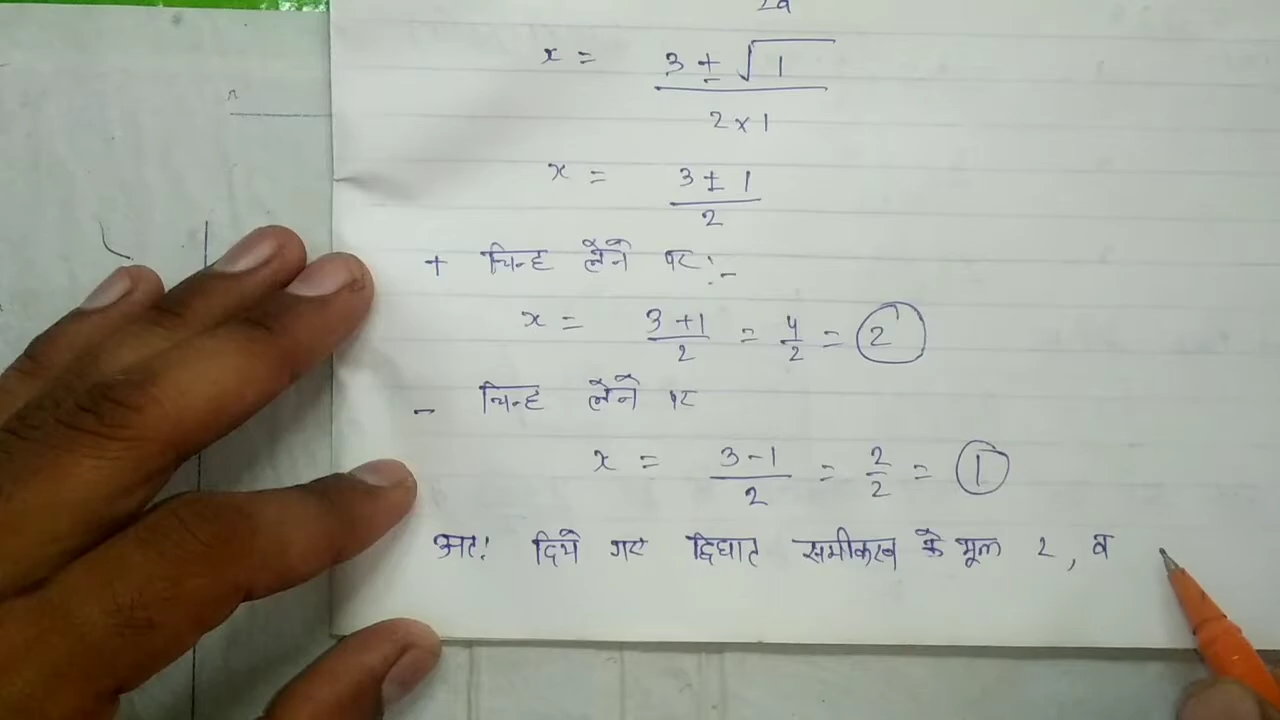 2a
x = 3 ± √1
2 × 1
x = 3 ± 1
2
+ चिन्ह लेने पर:-
x = 3 + 1 / 2 = 4/2 = 2
- चिन्ह लेने पर
x = 3 - 1 / 2 = 2/2 = 1
अतः दिये गए द्विघात समीकरण के मूल 2, व